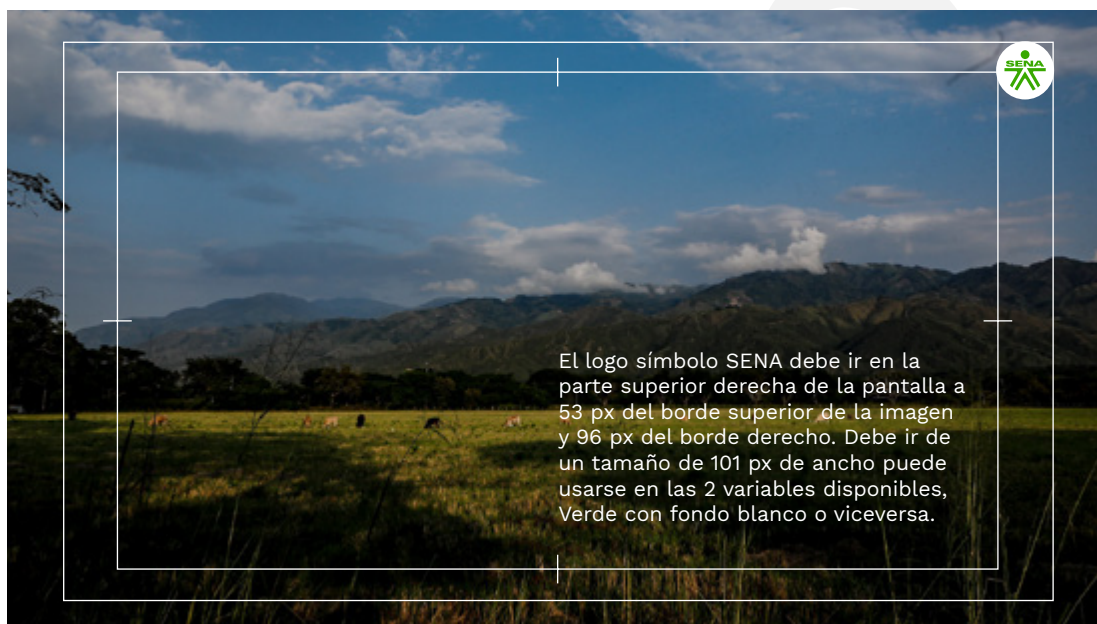 SENA
El logo símbolo SENA debe ir en la
parte superior derecha de la pantalla a
53 px del borde superior de la imagen
y 96 px del borde derecho. Debe ir de
un tamaño de 101 px de ancho puede
usarse en las 2 variables disponibles,
Verde con fondo blanco o viceversa.